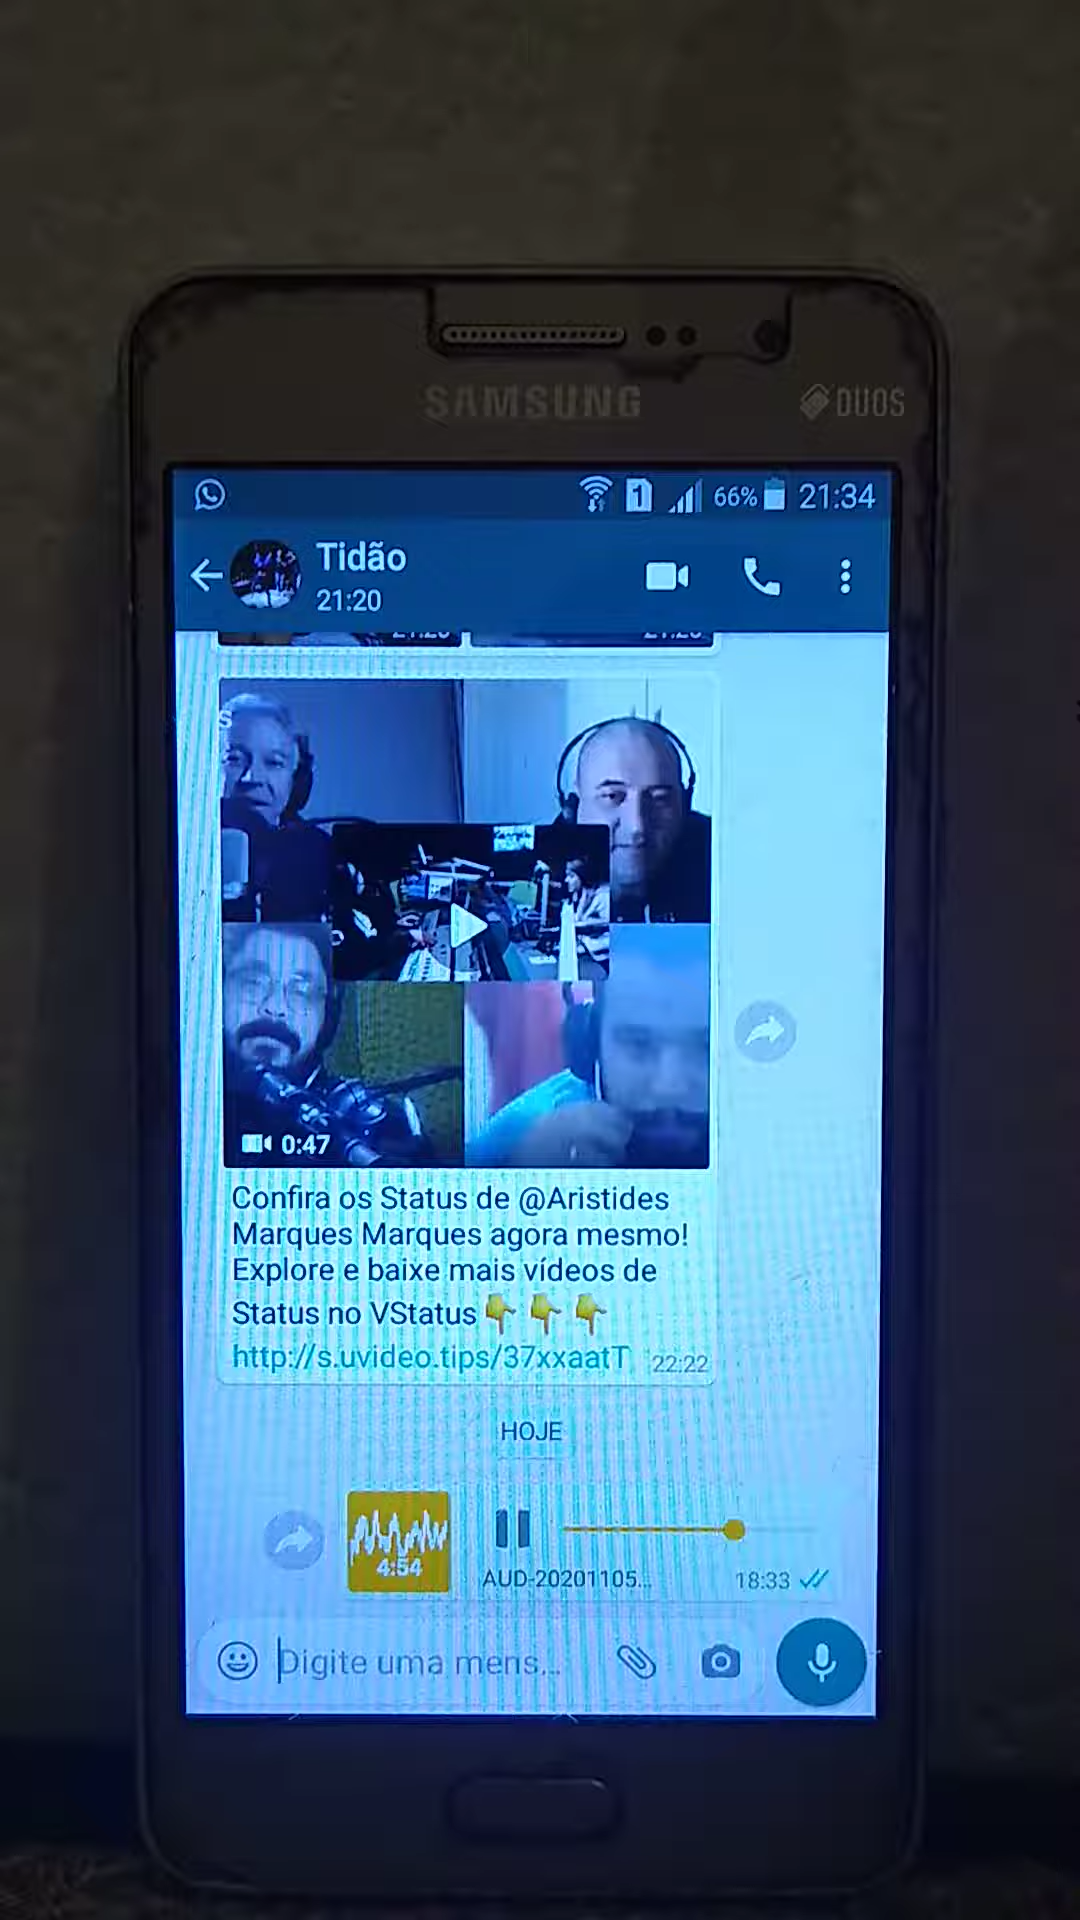 SAMSUNG
DUOS
1 66% 21:34
Tidão
21:20
S
0:47
Confira os Status de @Aristides
Marques Marques agora mesmo!
Explore e baixe mais vídeos de
Status no VStatus👇👇👇
http://s.uvideo.tips/37xxaatT 22:22
HOJE
4:54
AUD-20201105... 18:33
Digite uma mens...